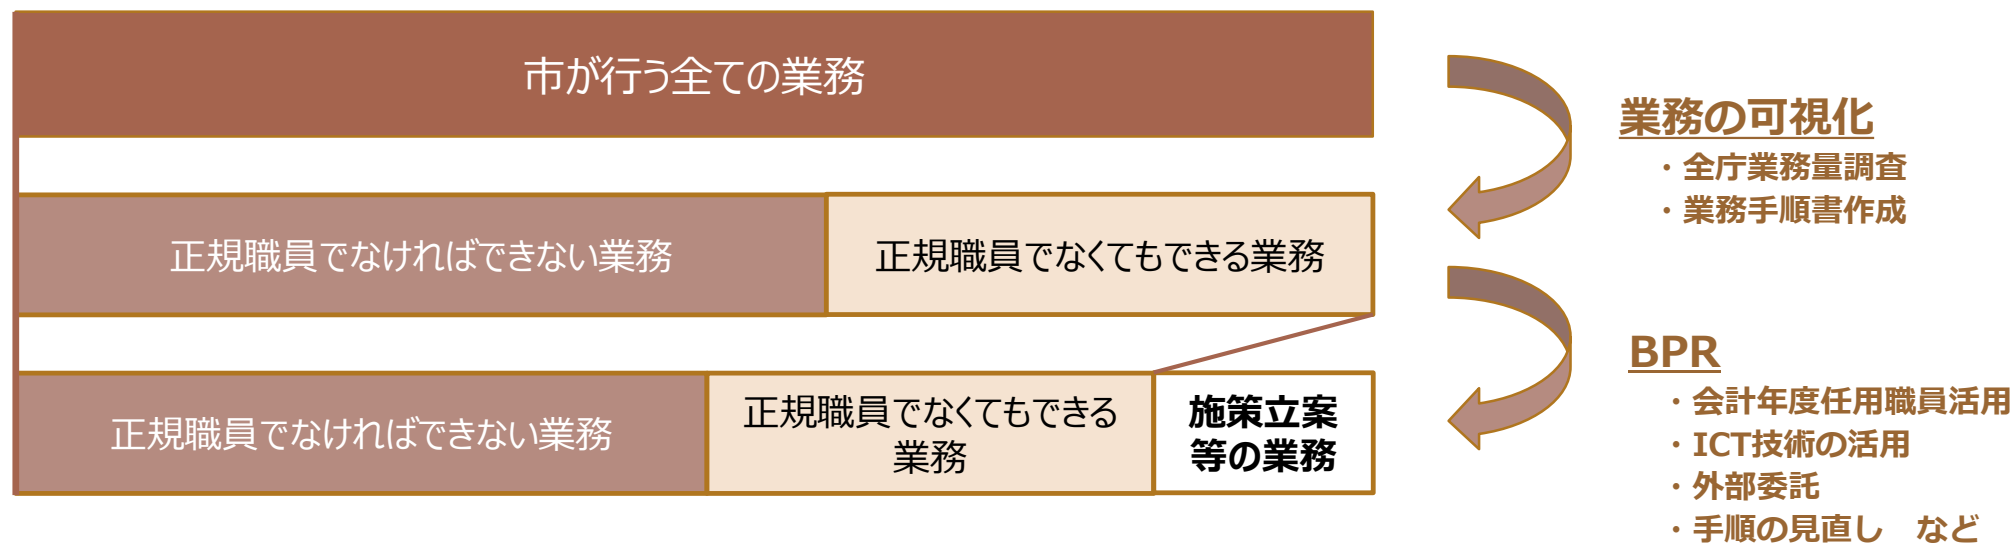 市が行う全ての業務
業務の可視化
・全庁業務量調査
・業務手順書作成
正規職員でなければできない業務
正規職員でなくてもできる業務
BPR
・会計年度任用職員活用
・ICT技術の活用
・外部委託
・手順の見直し　など
正規職員でなければできない業務
正規職員でなくてもできる
業務
施策立案
等の業務